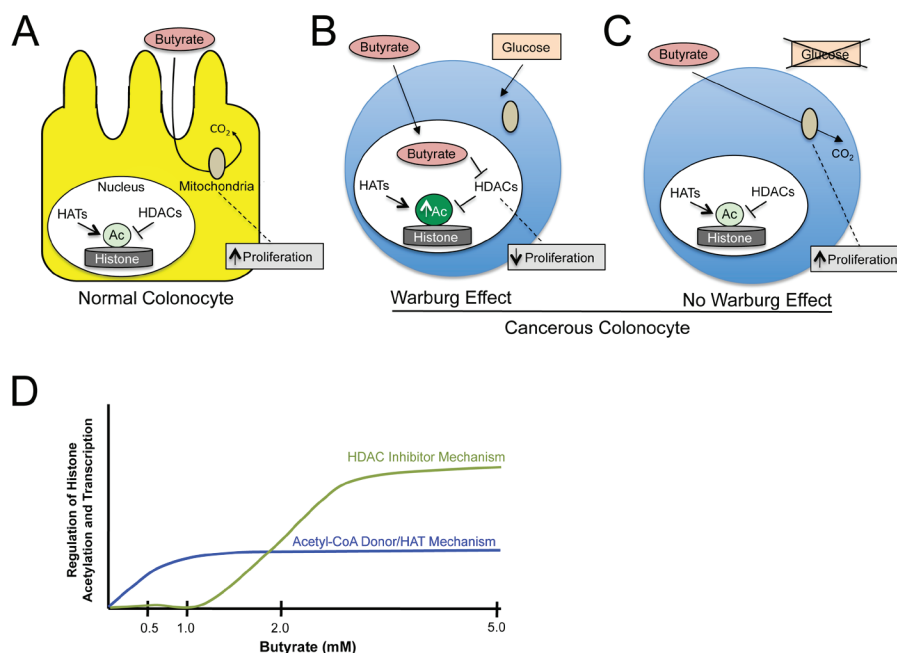 A
Butyrate
CO2
Nucleus
Mitochondria
HATs
HDACs
Ac
Histone
Proliferation
Normal Colonocyte
B
Butyrate
Glucose
Butyrate
HATs
HDACs
Ac
Histone
Proliferation
Warburg Effect
C
Butyrate
Glucose
CO2
HATs
HDACs
Ac
Histone
Proliferation
No Warburg Effect
Cancerous Colonocyte
D
Regulation of Histone
Acetylation and Transcription
HDAC Inhibitor Mechanism
Acetyl-CoA Donor/HAT Mechanism
0.5 1.0 2.0 5.0
Butyrate (mM)